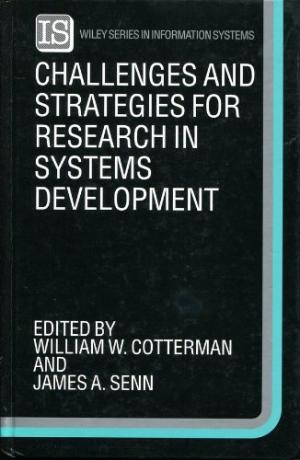 IS
WILEY SERIES IN INFORMATION SYSTEMS
CHALLENGES AND
STRATEGIES FOR
RESEARCH IN
SYSTEMS
DEVELOPMENT
EDITED BY
WILLIAM W. COTTERMAN
AND
JAMES A. SENN